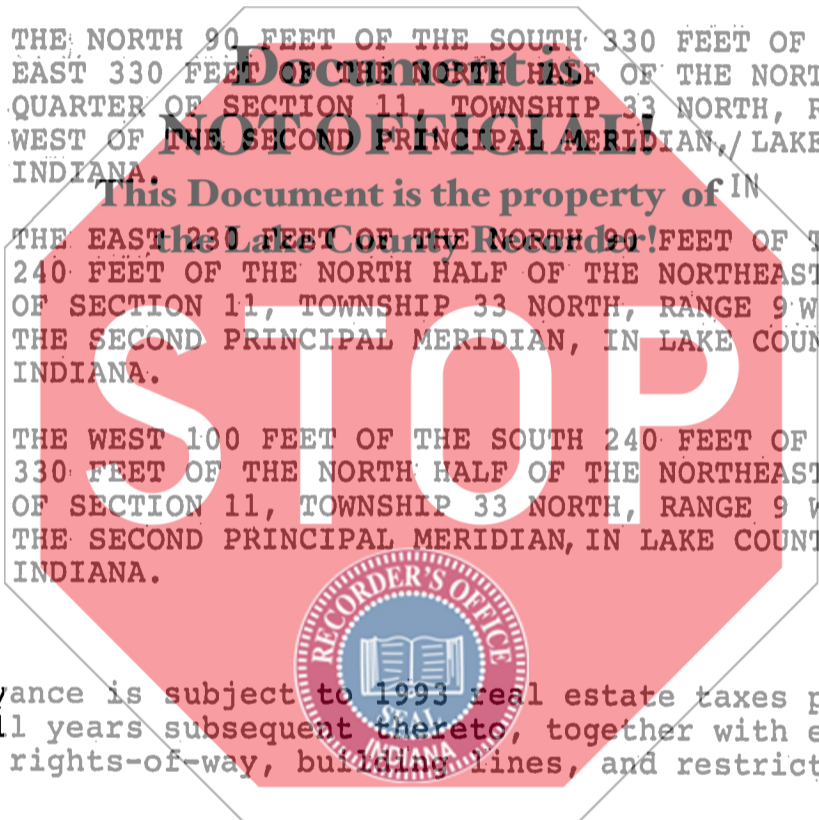 THE NORTH 90 FEET OF THE SOUTH 330 FEET OF
EAST 330 FEET OF THE NORTH HALF OF THE NORT
QUARTER OF SECTION 11, TOWNSHIP 33 NORTH, R
WEST OF THE SECOND PRINCIPAL MERIDIAN, LAKE
INDIANA.
IN
Document is
NOT OFFICIAL!
This Document is the property of
the Lake County Recorder!
THE EAST 230 FEET OF THE NORTH 90 FEET OF T
240 FEET OF THE NORTH HALF OF THE NORTHEAST
OF SECTION 11, TOWNSHIP 33 NORTH, RANGE 9 W
THE SECOND PRINCIPAL MERIDIAN, IN LAKE COUN
INDIANA.
STOP
THE WEST 100 FEET OF THE SOUTH 240 FEET OF
330 FEET OF THE NORTH HALF OF THE NORTHEAST
OF SECTION 11, TOWNSHIP 33 NORTH, RANGE 9 W
THE SECOND PRINCIPAL MERIDIAN, IN LAKE COUNT
INDIANA.
RECORDER'S OFFICE
SEAL
INDIANA
yance is subject to 1993 real estate taxes p
ll years subsequent thereto, together with e
rights-of-way, building lines, and restrict